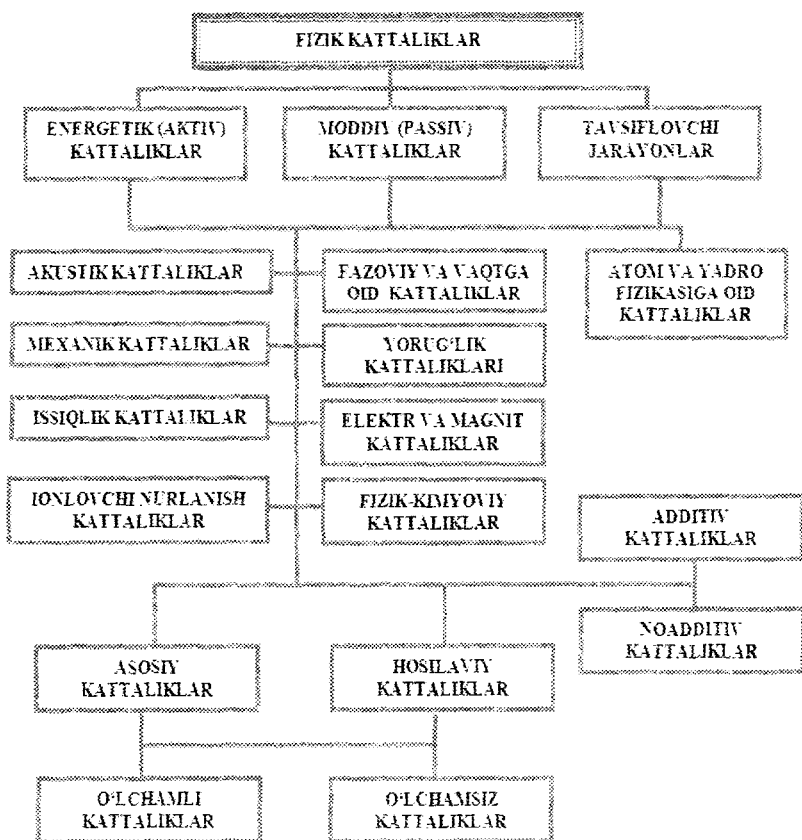 FIZIK KATTALIKLAR
ENERGETIK (AKTIV)
KATTALIKLAR
MODDIY (PASSIV)
KATTALIKLAR
TAVSIFLOVCHI
JARAYONLAR
AKUSTIK KATTALIKLAR
FAZOVIY VA VAQTGA
OID KATTALIKLAR
ATOM VA YADRO
FIZIKASIGA OID
KATTALIKLAR
MEXANIK KATTALIKLAR
YORUG‘LIK
KATTALIKLARI
ISSIQLIK KATTALIKLAR
ELEKTR VA MAGNIT
KATTALIKLAR
IONLOVCHI NURLANISH
KATTALIKLAR
FIZIK-KIMYOVIY
KATTALIKLAR
ADDITIV
KATTALIKLAR
NOADDITIV
KATTALIKLAR
ASOSIY
KATTALIKLAR
HOSILAVIY
KATTALIKLAR
O‘LCHAMLI
KATTALIKLAR
O‘LCHAMSIZ
KATTALIKLAR